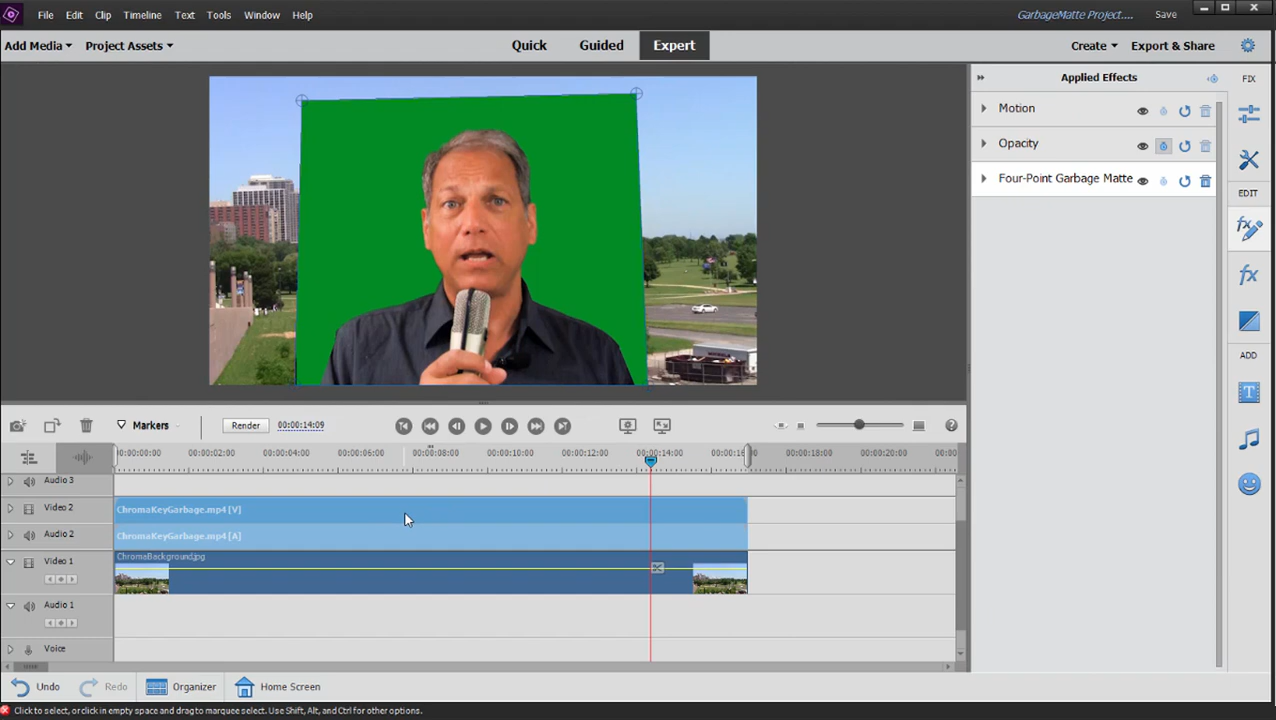 File Edit Clip Timeline Text Tools Window Help GarbageMatte Project.... Save
Add Media Project Assets Quick Guided Expert Create Export & Share
Applied Effects FIX
Motion
Opacity
Four-Point Garbage Matte
EDIT
ADD
Markers Render 00:00:14:09
00:00:00:00 00:00:02:00 00:00:04:00 00:00:06:00 00:00:08:00 00:00:10:00 00:00:12:00 00:00:14:00 00:00:16 00:00:18:00 00:00:20:00 00:00
Audio 3
Video 2 ChromaKeyGarbage.mp4 [V]
Audio 2 ChromaKeyGarbage.mp4 [A]
Video 1 ChromaBackground.jpg
Audio 1
Voice
Undo Redo Organizer Home Screen
Click to select, or click in empty space and drag to marquee select. Use Shift, Alt, and Ctrl for other options.